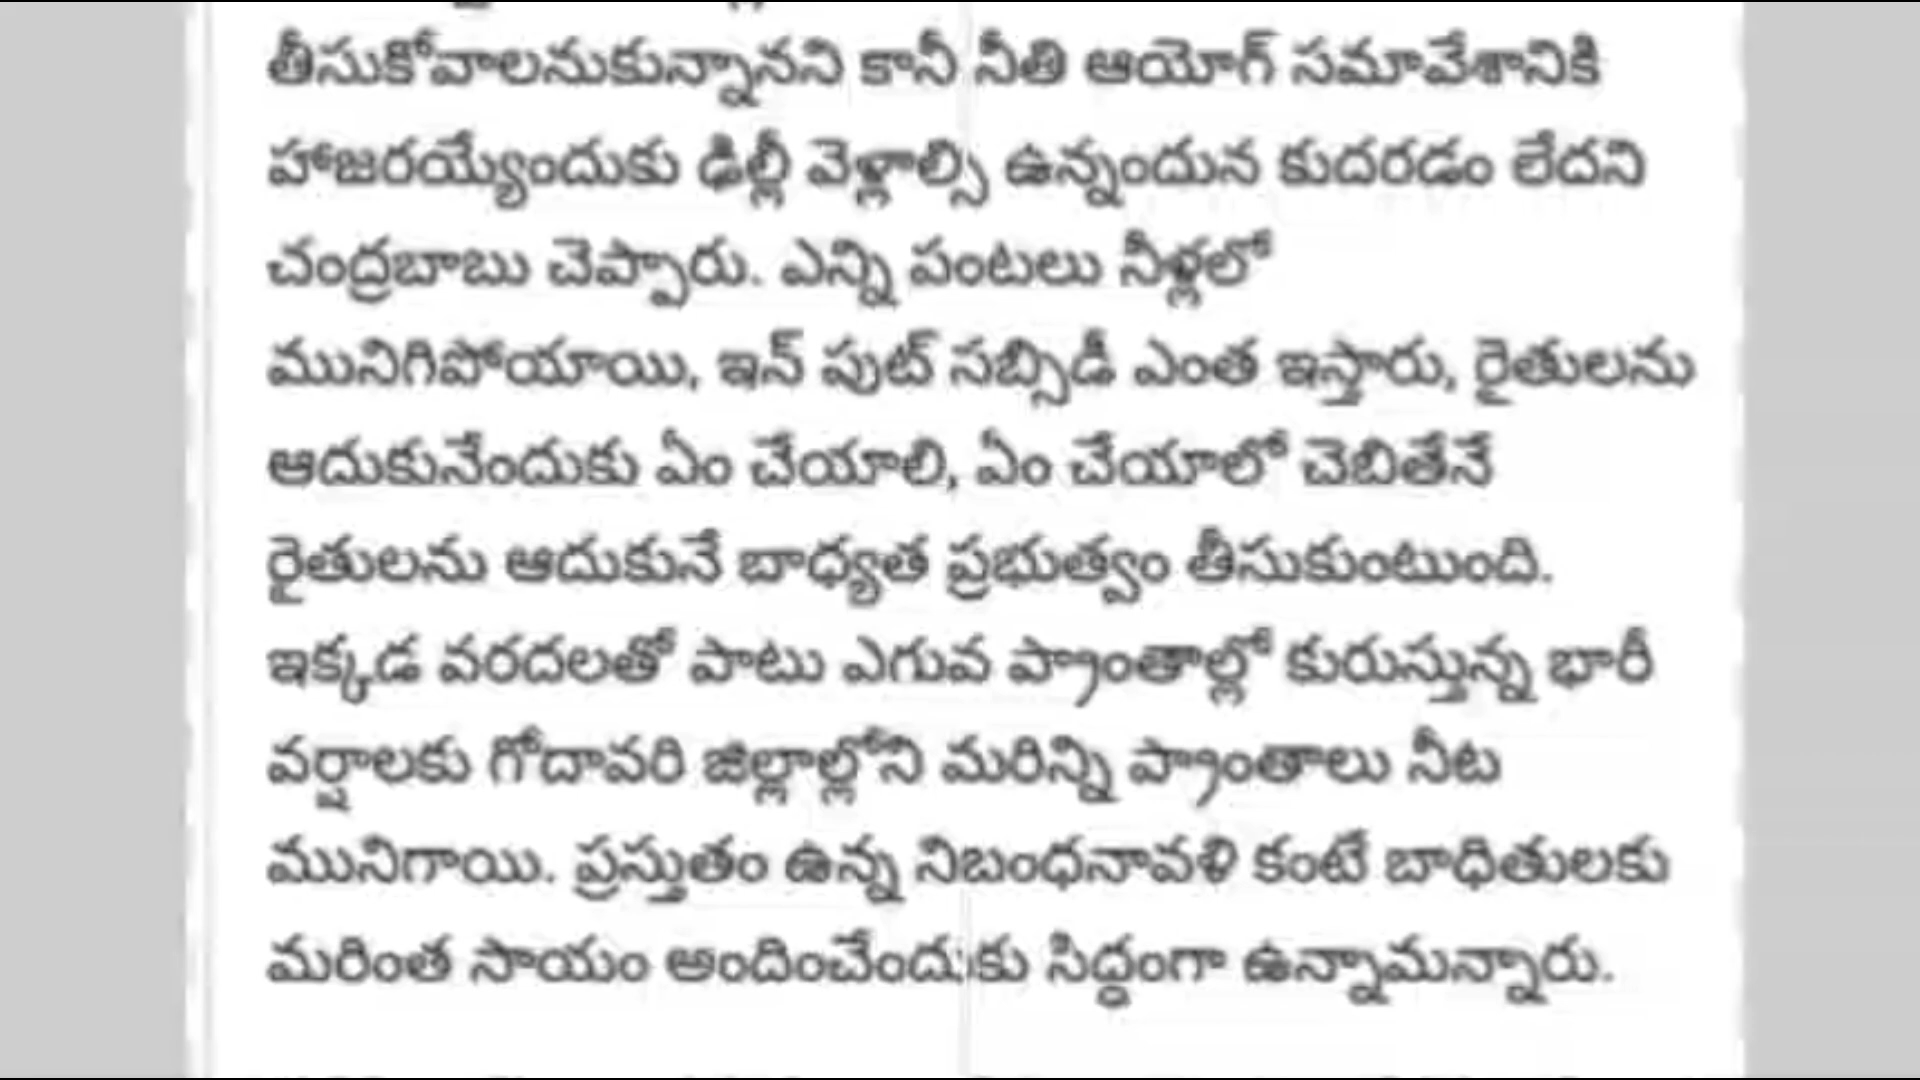 తీసుకోవాలనుకున్నానని కానీ నీతి ఆయోగ్ సమావేశానికి
హాజరయ్యేందుకు ఢిల్లీ వెళ్లాల్సి ఉన్నందున కుదరడం లేదని
చంద్రబాబు చెప్పారు. ఎన్ని పంటలు నీళ్లలో
మునిగిపోయాయి, ఇన్ పుట్ సబ్సిడీ ఎంత ఇస్తారు, రైతులను
ఆదుకునేందుకు ఏం చేయాలి, ఏం చేయాలో చెబితేనే
రైతులను ఆదుకునే బాధ్యత ప్రభుత్వం తీసుకుంటుంది.
ఇక్కడ వరదలతో పాటు ఎగువ ప్రాంతాల్లో కురుస్తున్న భారీ
వర్షాలకు గోదావరి జిల్లాల్లోని మరిన్ని ప్రాంతాలు నీట
మునిగాయి. ప్రస్తుతం ఉన్న నిబంధనావళి కంటే బాధితులకు
మరింత సాయం అందించేందుకు సిద్ధంగా ఉన్నామన్నారు.